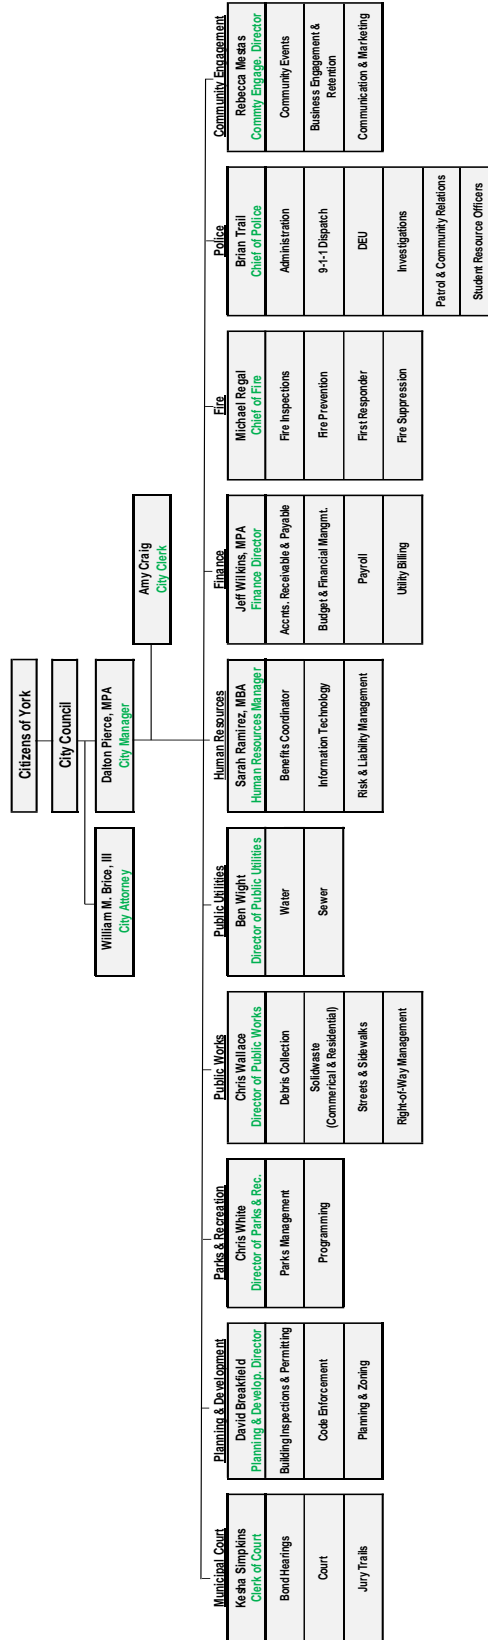 Citizens of York
City Council
William M. Brice, III
City Attorney
Dalton Pierce, MPA
City Manager
Amy Craig
City Clerk
Municipal Court
Kesha Simpkins
Clerk of Court
Bond Hearings
Court
Jury Trails
Planning & Development
David Breakfield
Planning & Develop. Director
Building Inspections & Permitting
Code Enforcement
Planning & Zoning
Parks & Recreation
Chris White
Director of Parks & Rec.
Parks Management
Programming
Public Works
Chris Wallace
Director of Public Works
Debris Collection
Solidwaste
(Commerical & Residential)
Streets & Sidewalks
Right-of-Way Management
Public Utilities
Ben Wight
Director of Public Utilities
Water
Sewer
Human Resources
Sarah Ramirez, MBA
Human Resources Manager
Benefits Coordinator
Information Technology
Risk & Liability Management
Finance
Jeff Wilkins, MPA
Finance Director
Accnts. Receivable & Payable
Budget & Financial Mangmt.
Payroll
Utility Billing
Fire
Michael Regal
Chief of Fire
Fire Inspections
Fire Prevention
First Responder
Fire Suppression
Police
Brian Trail
Chief of Police
Administration
9-1-1 Dispatch
DEU
Investigations
Patrol & Community Relations
Student Resource Officers
Community Engagement
Rebecca Mestas
Commty Engage. Director
Community Events
Business Engagement &
Retention
Communication & Marketing